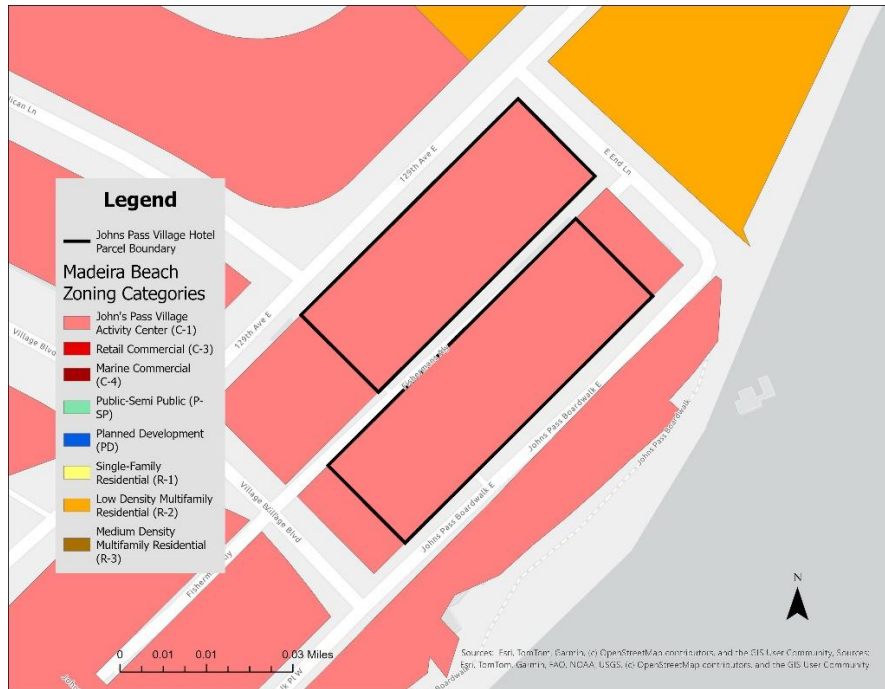 129th Ave E
E End Ln
Legend
Johns Pass Village Hotel
Parcel Boundary
Madeira Beach
Zoning Categories
John's Pass Village
Activity Center (C-1)
Retail Commercial (C-3)
Marine Commercial
(C-4)
Public-Semi Public (P-
SP)
Planned Development
(PD)
Single-Family
Residential (R-1)
Low Density Multifamily
Residential (R-2)
Medium Density
Multifamily Residential
(R-3)
129th Ave E
Village Blvd
Johns Pass Boardwalk E
Johns Pass Boardwalk
Johns Pass Boardwalk E
Village Blvd
N
0 0.01 0.01 0.03 Miles
Sources: Esri, TomTom, Garmin, (c) OpenStreetMap contributors, and the GIS User Community, Sources:
Esri, TomTom, Garmin, FAO, NOAA, USGS, (c) OpenStreetMap contributors, and the GIS User Community